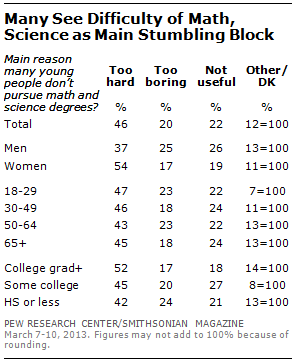 Many See Difficulty of Math,
Science as Main Stumbling Block
Main reason
many young
people don't
pursue math and
science degrees?
Too hard Too boring Not useful Other/DK
% % % %
Total 46 20 22 12=100
Men 37 25 26 13=100
Women 54 17 19 11=100
18-29 47 23 22 7=100
30-49 46 18 24 11=100
50-64 43 23 22 13=100
65+ 45 18 24 13=100
College grad+ 52 17 18 14=100
Some college 45 20 27 8=100
HS or less 42 24 21 13=100
PEW RESEARCH CENTER/SMITHSONIAN MAGAZINE
March 7-10, 2013. Figures may not add to 100% because of
rounding.